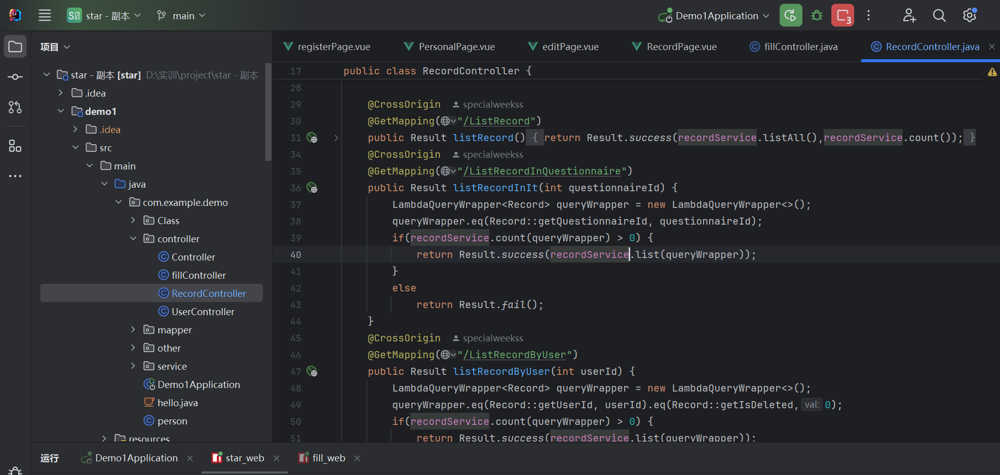 star - 副本
main
Demo1Application
3
项目
registerPage.vue
PersonalPage.vue
editPage.vue
RecordPage.vue
fillController.java
RecordController.java
star - 副本 [star] D:\实训\project\star - 副本
.idea
demo1
.idea
src
main
java
com.example.demo
Class
controller
Controller
fillController
RecordController
UserController
mapper
other
service
Demo1Application
hello.java
person
resources
17 public class RecordController {
28
29 @CrossOrigin specialweekss
30 @GetMapping("/ListRecord")
31 public Result listRecord() { return Result.success(recordService.listAll(),recordService.count()); }
34 @CrossOrigin specialweekss
35 @GetMapping("/ListRecordInQuestionnaire")
36 public Result listRecordInIt(int questionnaireId) {
37 LambdaQueryWrapper<Record> queryWrapper = new LambdaQueryWrapper<>();
38 queryWrapper.eq(Record::getQuestionnaireId, questionnaireId);
39 if(recordService.count(queryWrapper) > 0) {
40 return Result.success(recordService.list(queryWrapper));
41 }
42 else
43 return Result.fail();
44 }
45 @CrossOrigin specialweekss
46 @GetMapping("/ListRecordByUser")
47 public Result listRecordByUser(int userId) {
48 LambdaQueryWrapper<Record> queryWrapper = new LambdaQueryWrapper<>();
49 queryWrapper.eq(Record::getUserId, userId).eq(Record::getIsDeleted, val: 0);
50 if(recordService.count(queryWrapper) > 0) {
51 return Result.success(recordService.list(queryWrapper));
运行
Demo1Application
star_web
fill_web